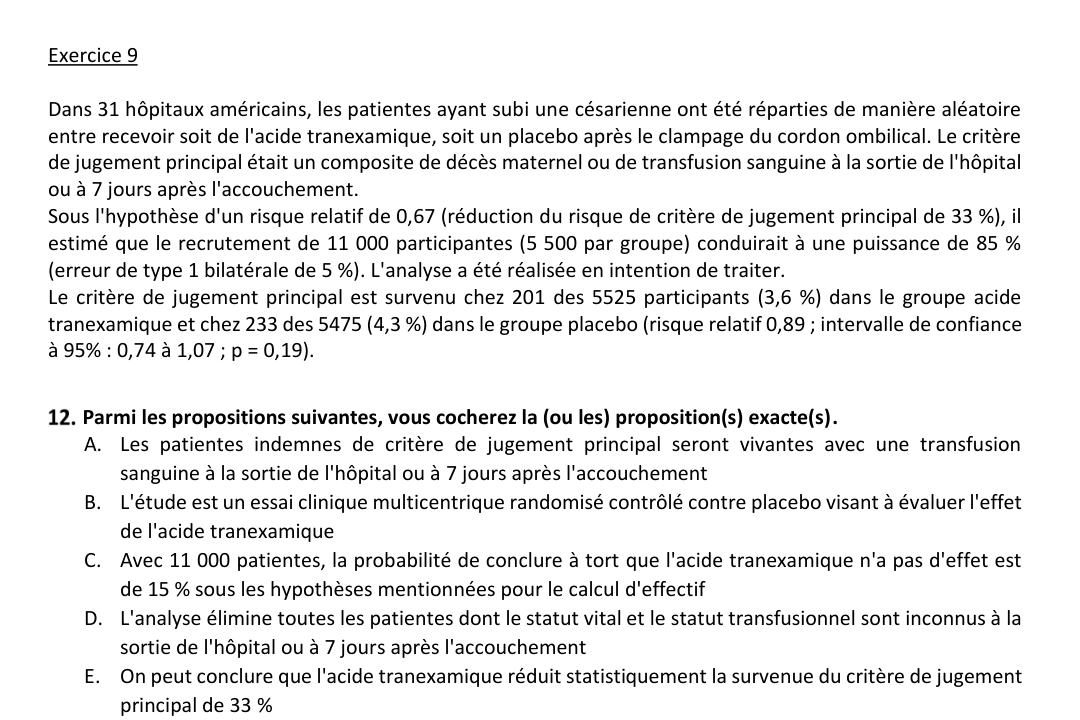 Exercice 9
Dans 31 hôpitaux américains, les patientes ayant subi une césarienne ont été réparties de manière aléatoire
entre recevoir soit de l'acide tranexamique, soit un placebo après le clampage du cordon ombilical. Le critère
de jugement principal était un composite de décès maternel ou de transfusion sanguine à la sortie de l'hôpital
ou à 7 jours après l'accouchement.
Sous l'hypothèse d'un risque relatif de 0,67 (réduction du risque de critère de jugement principal de 33 %), il
estimé que le recrutement de 11 000 participantes (5 500 par groupe) conduirait à une puissance de 85 %
(erreur de type 1 bilatérale de 5 %). L'analyse a été réalisée en intention de traiter.
Le critère de jugement principal est survenu chez 201 des 5525 participants (3,6 %) dans le groupe acide
tranexamique et chez 233 des 5475 (4,3 %) dans le groupe placebo (risque relatif 0,89 ; intervalle de confiance
à 95% : 0,74 à 1,07 ; p = 0,19).
12. Parmi les propositions suivantes, vous cocherez la (ou les) proposition(s) exacte(s).
A. Les patientes indemnes de critère de jugement principal seront vivantes avec une transfusion
sanguine à la sortie de l'hôpital ou à 7 jours après l'accouchement
B. L'étude est un essai clinique multicentrique randomisé contrôlé contre placebo visant à évaluer l'effet
de l'acide tranexamique
C. Avec 11 000 patientes, la probabilité de conclure à tort que l'acide tranexamique n'a pas d'effet est
de 15 % sous les hypothèses mentionnées pour le calcul d'effectif
D. L'analyse élimine toutes les patientes dont le statut vital et le statut transfusionnel sont inconnus à la
sortie de l'hôpital ou à 7 jours après l'accouchement
E. On peut conclure que l'acide tranexamique réduit statistiquement la survenue du critère de jugement
principal de 33 %